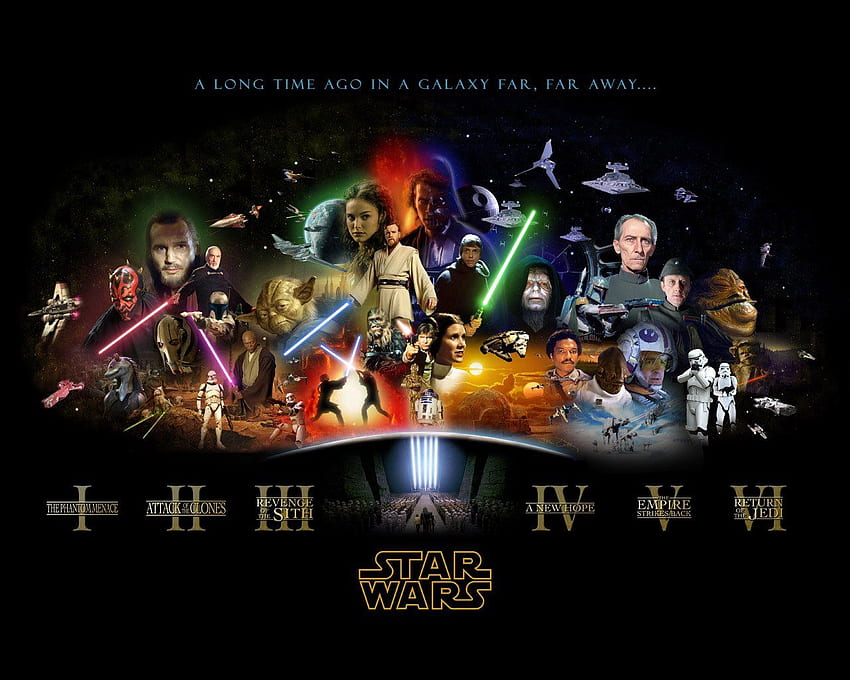 A LONG TIME AGO IN A GALAXY FAR, FAR AWAY....
I
THE PHANTOM MENACE
II
ATTACK OF THE CLONES
III
REVENGE
OF THE SITH
IV
A NEW HOPE
V
THE
EMPIRE
STRIKES BACK
VI
RETURN
OF THE JEDI
STAR
WARS